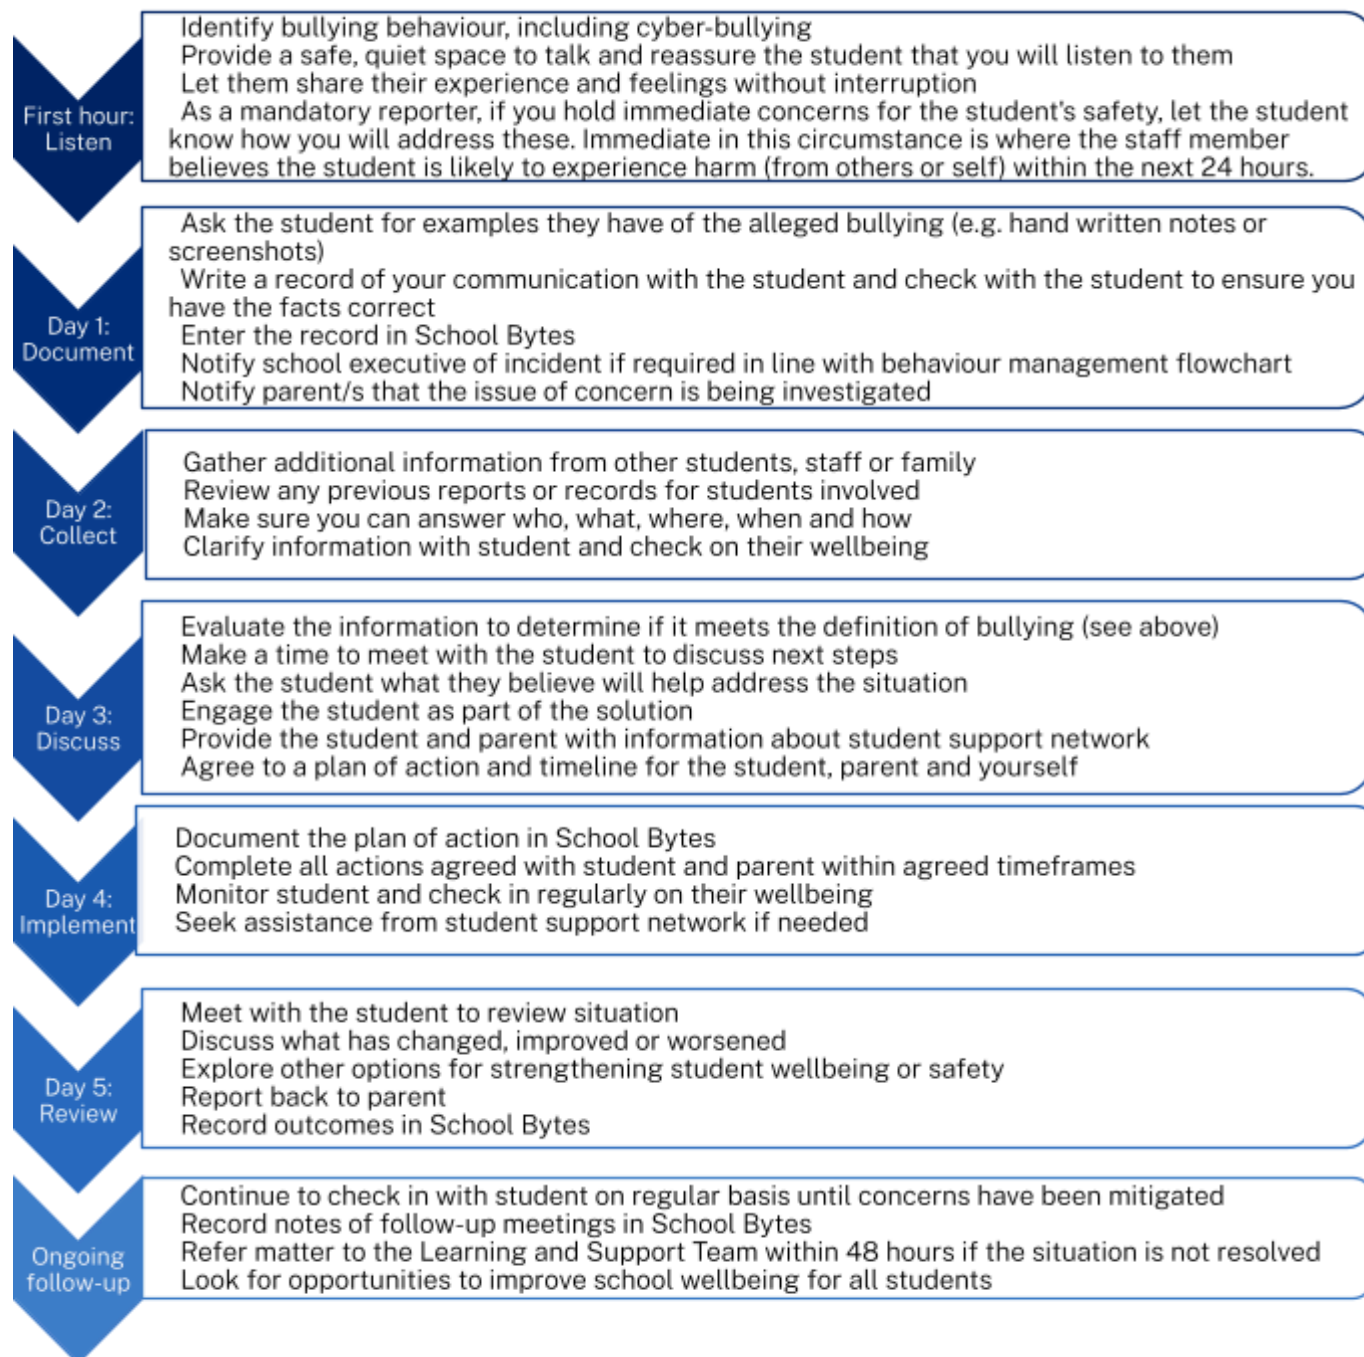 First hour:
Listen
Identify bullying behaviour, including cyber-bullying
Provide a safe, quiet space to talk and reassure the student that you will listen to them
Let them share their experience and feelings without interruption
As a mandatory reporter, if you hold immediate concerns for the student's safety, let the student
know how you will address these. Immediate in this circumstance is where the staff member
believes the student is likely to experience harm (from others or self) within the next 24 hours.
Day 1:
Document
Ask the student for examples they have of the alleged bullying (e.g. hand written notes or
screenshots)
Write a record of your communication with the student and check with the student to ensure you
have the facts correct
Enter the record in School Bytes
Notify school executive of incident if required in line with behaviour management flowchart
Notify parent/s that the issue of concern is being investigated
Day 2:
Collect
Gather additional information from other students, staff or family
Review any previous reports or records for students involved
Make sure you can answer who, what, where, when and how
Clarify information with student and check on their wellbeing
Day 3:
Discuss
Evaluate the information to determine if it meets the definition of bullying (see above)
Make a time to meet with the student to discuss next steps
Ask the student what they believe will help address the situation
Engage the student as part of the solution
Provide the student and parent with information about student support network
Agree to a plan of action and timeline for the student, parent and yourself
Day 4:
Implement
Document the plan of action in School Bytes
Complete all actions agreed with student and parent within agreed timeframes
Monitor student and check in regularly on their wellbeing
Seek assistance from student support network if needed
Day 5:
Review
Meet with the student to review situation
Discuss what has changed, improved or worsened
Explore other options for strengthening student wellbeing or safety
Report back to parent
Record outcomes in School Bytes
Ongoing
follow-up
Continue to check in with student on regular basis until concerns have been mitigated
Record notes of follow-up meetings in School Bytes
Refer matter to the Learning and Support Team within 48 hours if the situation is not resolved
Look for opportunities to improve school wellbeing for all students